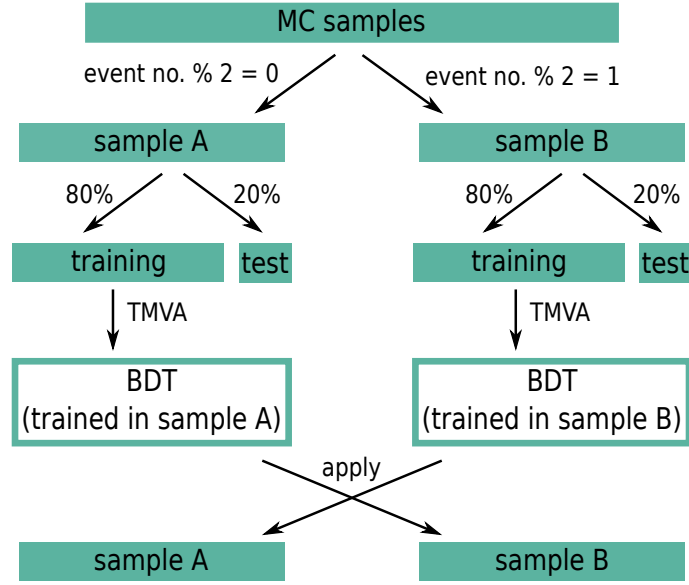 MC samples
event no. % 2 = 0
event no. % 2 = 1
sample A
sample B
80%
20%
80%
20%
training
test
training
test
TMVA
TMVA
BDT
(trained in sample A)
BDT
(trained in sample B)
apply
sample A
sample B